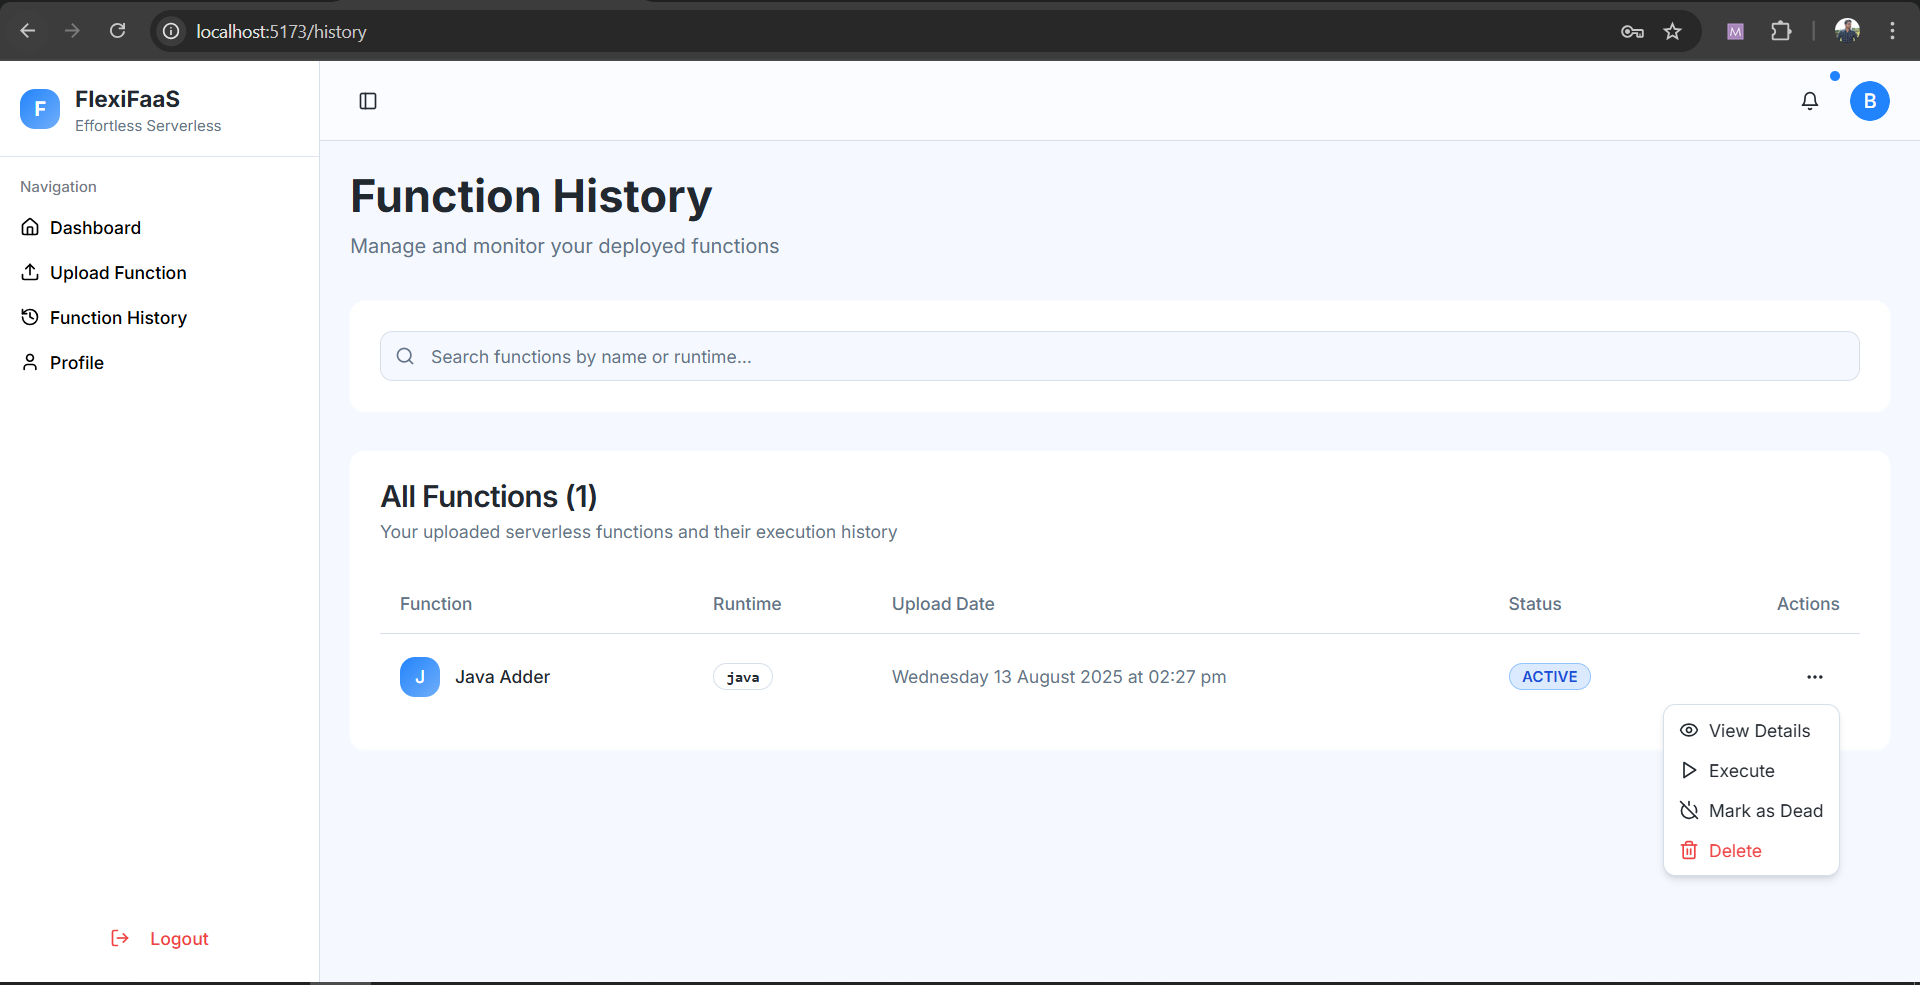 localhost:5173/history
M
F
FlexiFaaS
Effortless Serverless
B
Navigation
Dashboard
Upload Function
Function History
Profile
Logout
Function History
Manage and monitor your deployed functions
Search functions by name or runtime...
All Functions (1)
Your uploaded serverless functions and their execution history
Function Runtime Upload Date Status Actions
J Java Adder java Wednesday 13 August 2025 at 02:27 pm ACTIVE
View Details
Execute
Mark as Dead
Delete